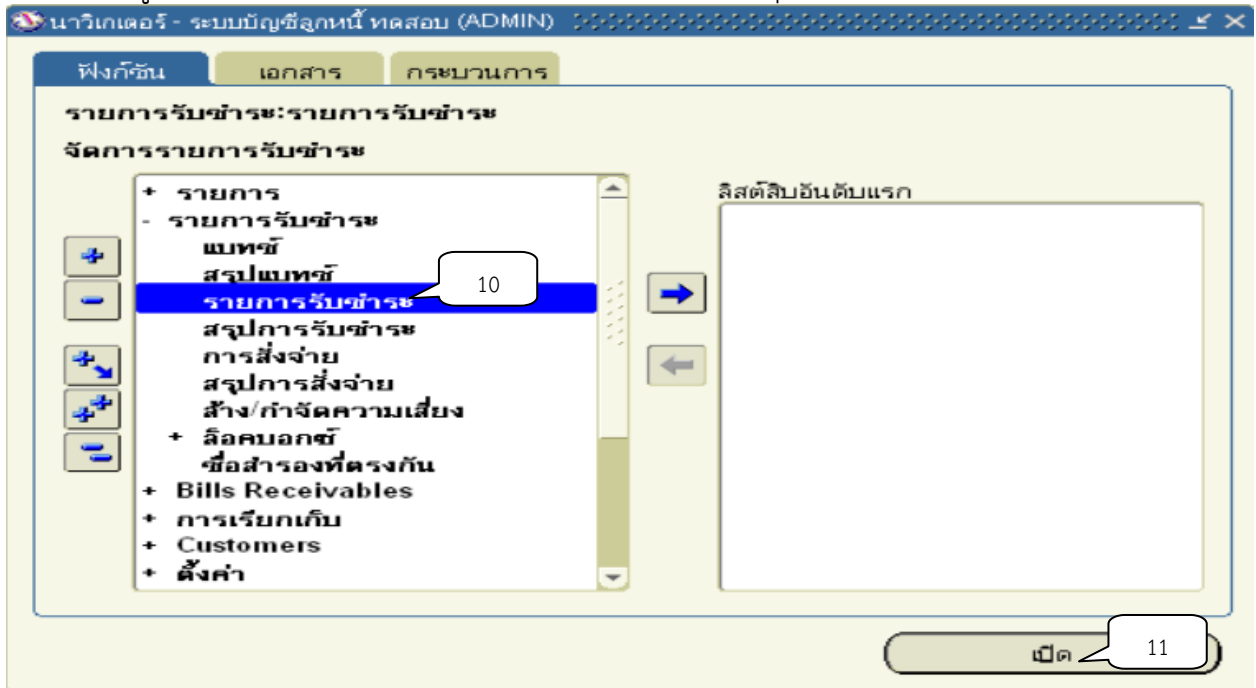 นาวิเกเตอร์ - ระบบบัญชีลูกหนี้ ทดสอบ (ADMIN)
ฟังก์ชัน เอกสาร กระบวนการ
รายการรับชำระ:รายการรับชำระ
จัดการรายการรับชำระ
+ รายการ
- รายการรับชำระ
แบทช์
สรุปแบทช์
รายการรับชำระ
10
สรุปการรับชำระ
การสั่งจ่าย
สรุปการสั่งจ่าย
ล้าง/กำจัดความเสี่ยง
+ ล็อคบอกซ์
ชื่อสำรองที่ตรงกัน
+ Bills Receivables
+ การเรียกเก็บ
+ Customers
+ ตั้งค่า
ลิสต์สิบอันดับแรก
เปิด 11